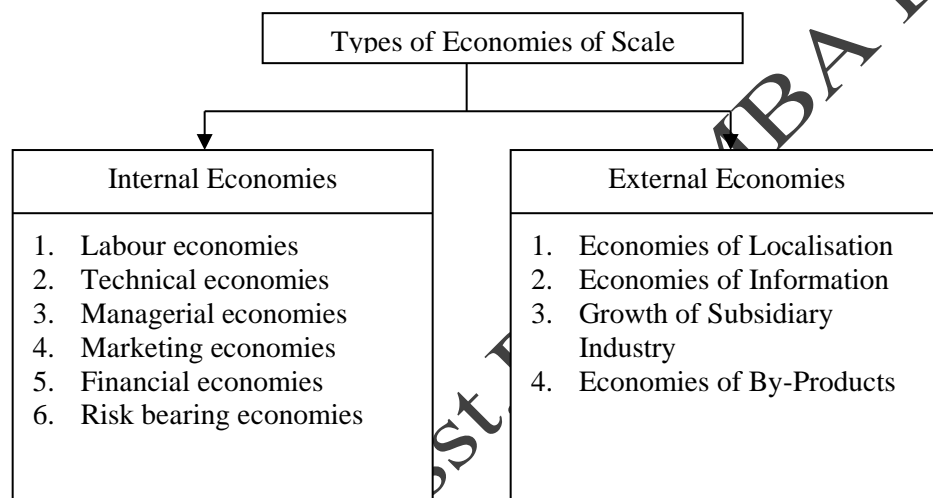 Types of Economies of Scale
Internal Economies
1. Labour economies
2. Technical economies
3. Managerial economies
4. Marketing economies
5. Financial economies
6. Risk bearing economies
External Economies
1. Economies of Localisation
2. Economies of Information
3. Growth of Subsidiary
Industry
4. Economies of By-Products
MBA